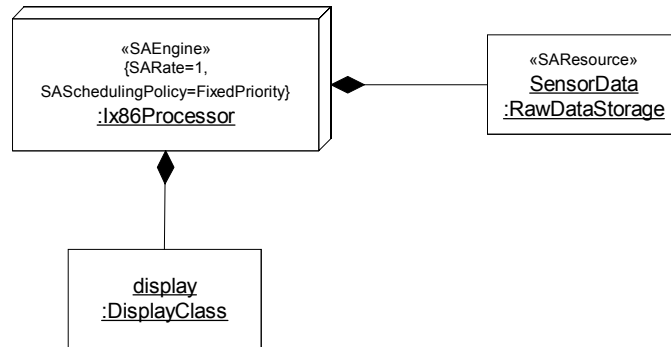 «SAEngine»
{SARate=1,
SASchedulingPolicy=FixedPriority}
:Ix86Processor
«SAResource»
SensorData
:RawDataStorage
display
:DisplayClass